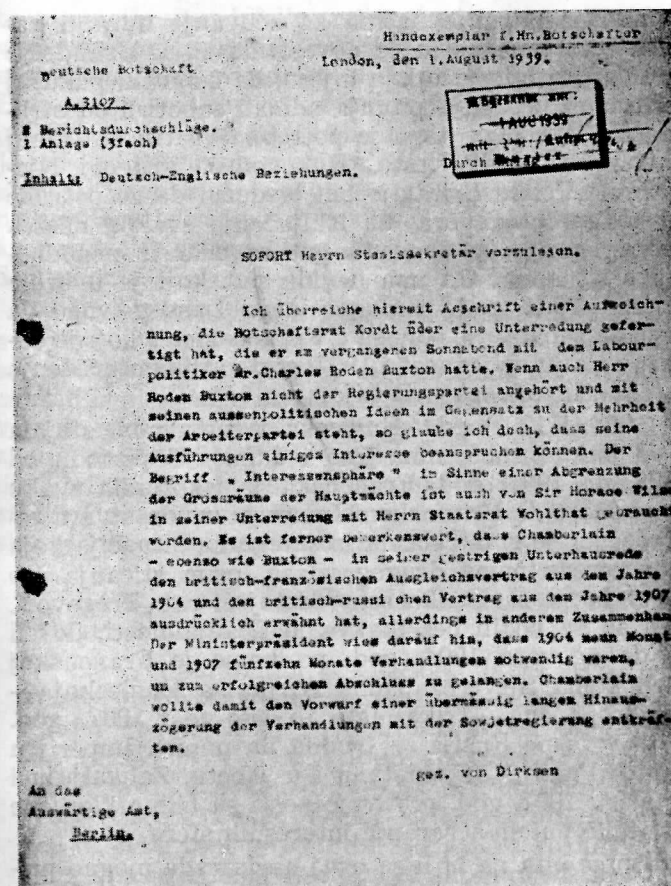 Handexemplar f.Hn.Botschafter
Deutsche Botschaft
London, den 1.August 1939.
A.3107
Berichtsdurchschläge.
1 Anlage (3fach)
1 AUG 1939
mit
Durch
Inhalt: Deutsch-Englische Beziehungen.
SOFORT Herrn Staatssekretär vorzulegen.
Ich überreiche hiermit Abschrift einer Aufzeich-
nung, die Botschaftsrat Kordt über eine Unterredung gefer-
tigt hat, die er am vergangenen Sonnabend mit dem Labour-
politiker Mr.Charles Roden Buxton hatte. Wenn auch Herr
Roden Buxton nicht der Regierungspartei angehört und mit
seinen aussenpolitischen Ideen im Gegensatz zu der Mehrheit
der Arbeiterpartei steht, so glaube ich doch, dass seine
Ausführungen einiges Interesse beanspruchen können. Der
Begriff „ Interessensphäre " im Sinne einer Abgrenzung
der Grossräume der Hauptmächte ist auch von Sir Horace Wils
in seiner Unterredung mit Herrn Staatsrat Wohlthat gebrauch
worden. Es ist ferner bemerkenswert, dass Chamberlain
- ebenso wie Buxton - in seiner gestrigen Unterhausrede
den britisch-französischen Ausgleichsvertrag aus dem Jahre
1904 und den britisch-russi chen Vertrag aus dem Jahre 1907
ausdrücklich erwähnt hat, allerdings in anderem Zusammenhan
Der Ministerpräsident wies darauf hin, dass 1904 neun Monat
und 1907 fünfzehn Monate Verhandlungen notwendig waren,
um zum erfolgreichen Abschluss zu gelangen. Chamberlain
wollte damit den Vorwurf einer übermässig langen Hinaus-
zögerung der Verhandlungen mit der Sowjetregierung entkräf-
ten.
gez. von Dirksen
An das
Auswärtige Amt,
Berlin.